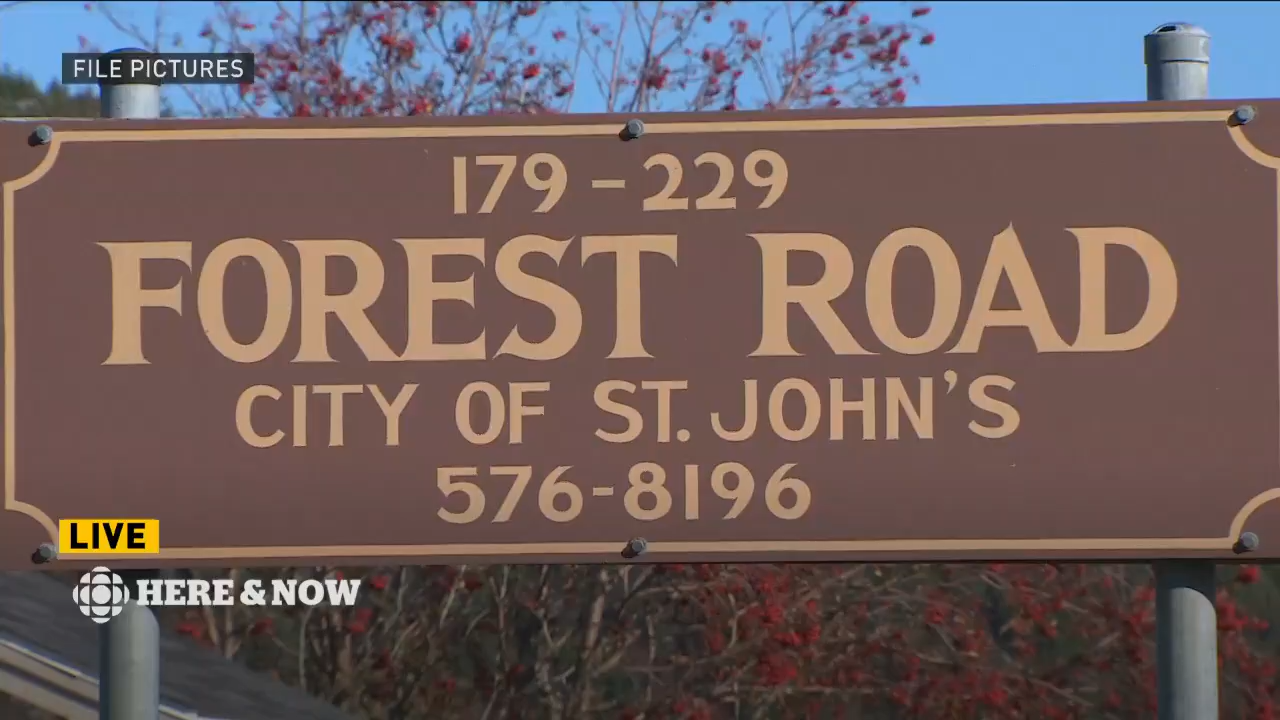 FILE PICTURES
179-229
FOREST ROAD
CITY OF ST. JOHN'S
576-8196
LIVE
HERE & NOW